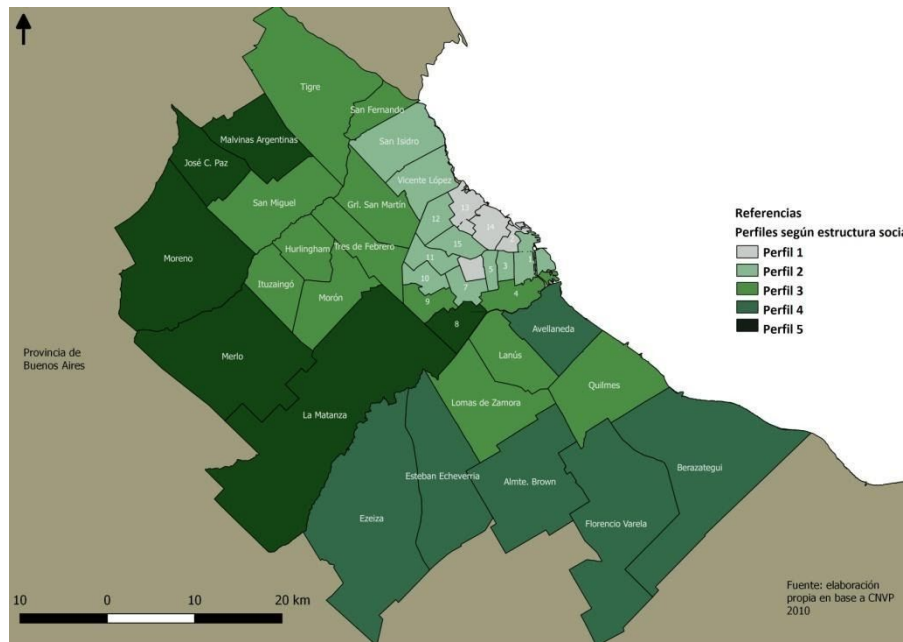 Tigre
San Fernando
Malvinas Argentinas
San Isidro
José C. Paz
Vicente López
San Miguel
Grl. San Martín
13
14
12
2
Hurlingham
Tres de Febrero
15
11
5
3
1
Moreno
Ituzaingó
10
7
Morón
9
4
8
Avellaneda
Provincia de
Buenos Aires
Merlo
Lanús
Quilmes
La Matanza
Lomas de Zamora
Esteban Echeverría
Almte. Brown
Berazategui
Ezeiza
Florencio Varela
Referencias
Perfiles según estructura socia
Perfil 1
Perfil 2
Perfil 3
Perfil 4
Perfil 5
10 0 10 20 km
Fuente: elaboración
propia en base a CNVP
2010